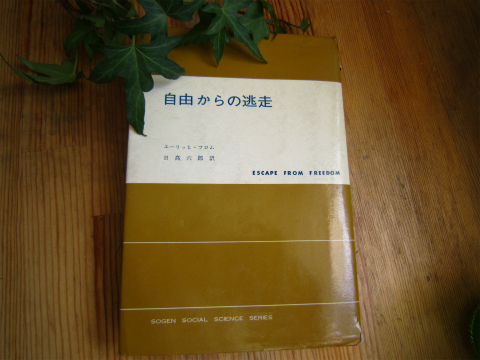 自由からの逃走
エーリッヒ・フロム
日高六郎訳
ESCAPE FROM FREEDOM
SOGEN SOCIAL SCIENCE SERIES